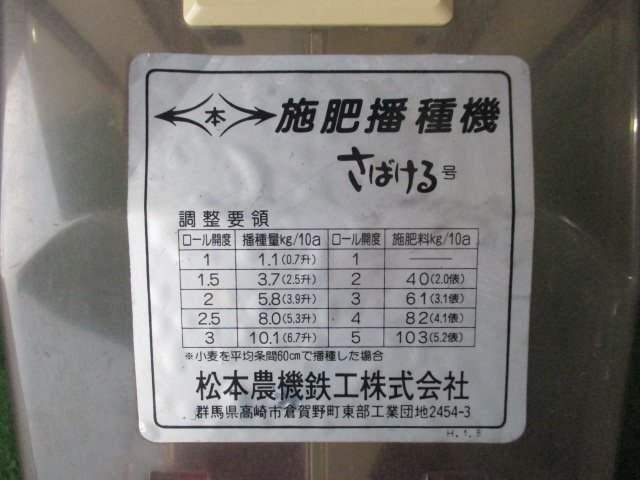 本 施肥播種機
さばける号
調整要領
ロール開度 播種量kg/10a ロール開度 施肥料kg/10a
1 1.1(0.7升) 1 ——
1.5 3.7(2.5升) 2 40(2.0俵)
2 5.8(3.9升) 3 61(3.1俵)
2.5 8.0(5.3升) 4 82(4.1俵)
3 10.1(6.7升) 5 103(5.2俵)
※小麦を平均条間60cmで播種した場合
松本農機鉄工株式会社
群馬県高崎市倉賀野町東部工業団地2454-3
H.1.6